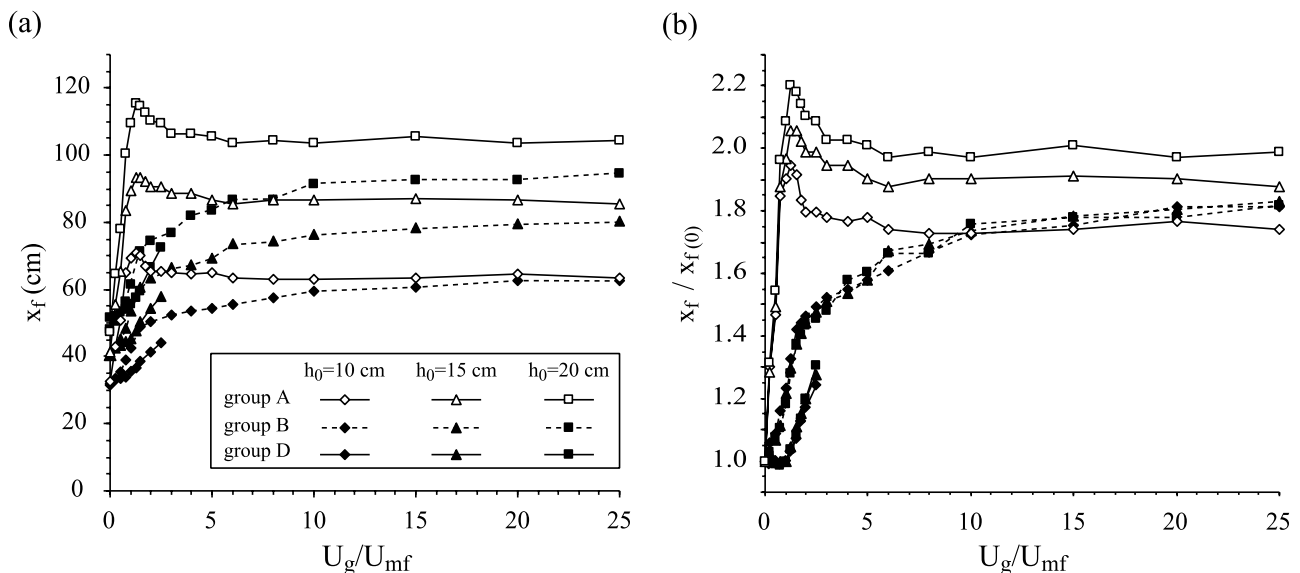 (a)
x_f (cm)
120
100
80
60
40
20
0
0 5 10 15 20 25
U_g/U_mf
h_0=10 cm h_0=15 cm h_0=20 cm
group A
group B
group D
(b)
x_f / x_f (0)
2.2
2.0
1.8
1.6
1.4
1.2
1.0
0 5 10 15 20 25
U_g/U_mf